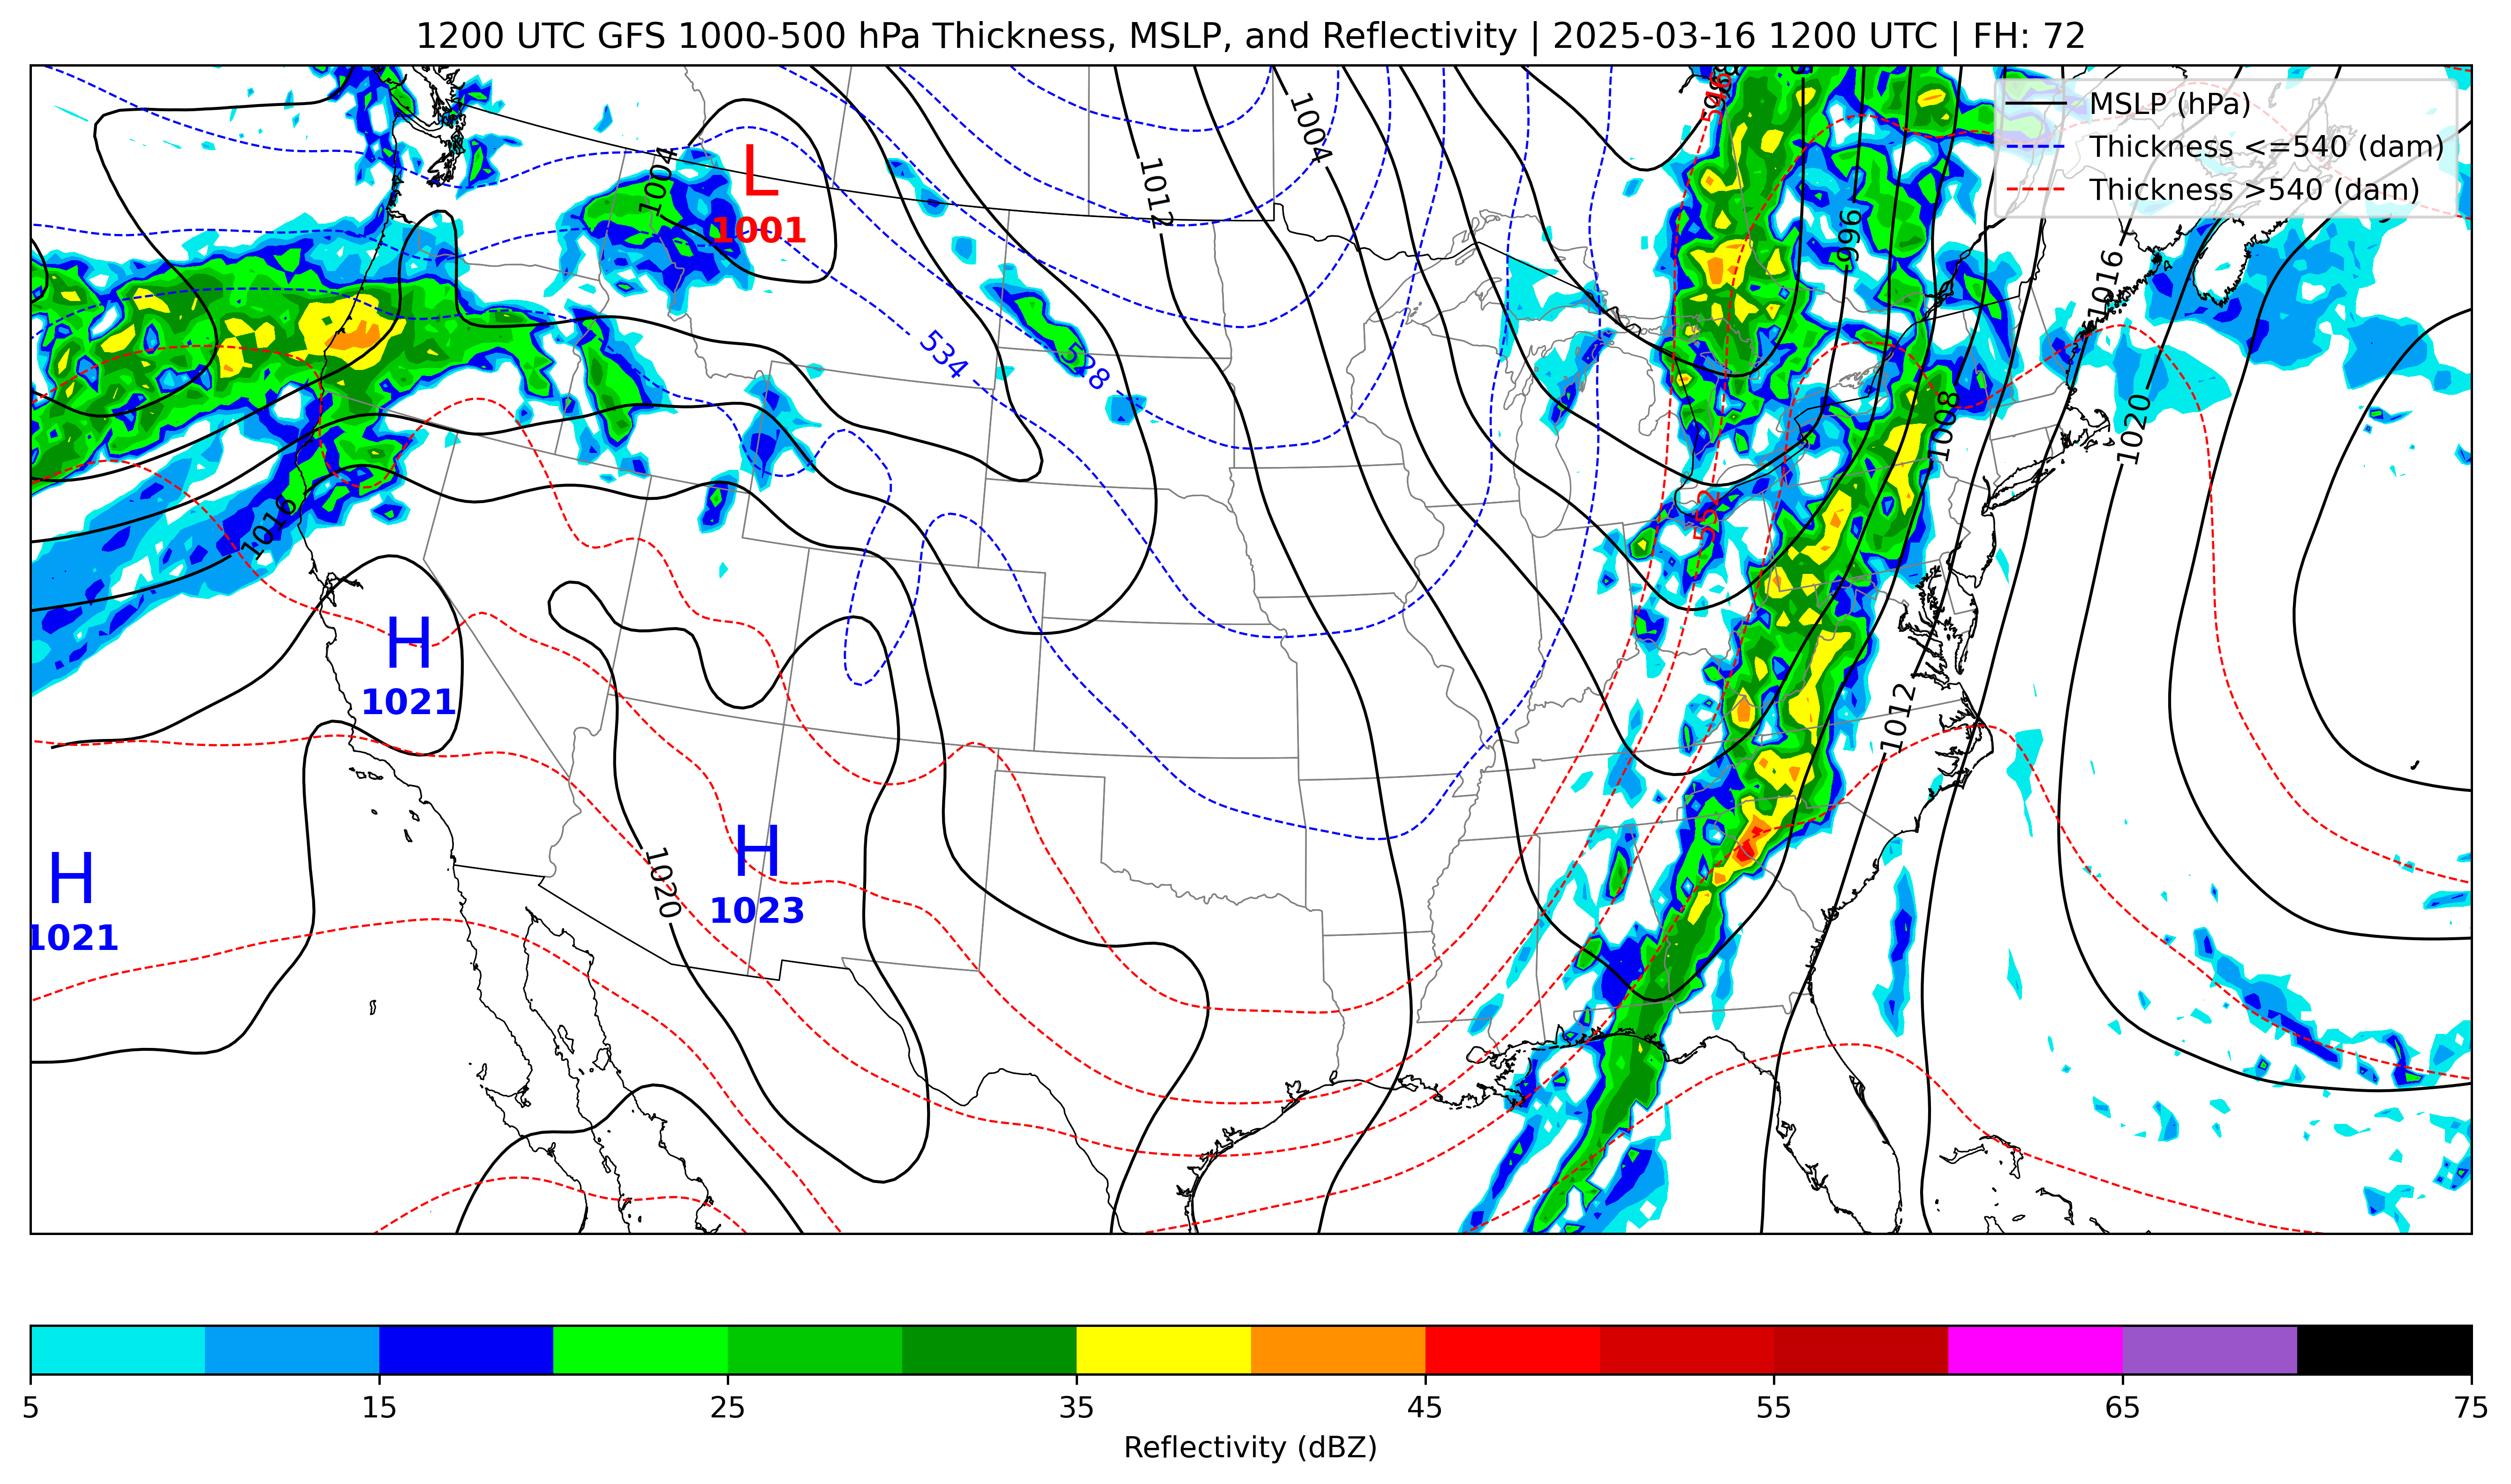 1200 UTC GFS 1000-500 hPa Thickness, MSLP, and Reflectivity | 2025-03-16 1200 UTC | FH: 72
MSLP (hPa)
Thickness <=540 (dam)
Thickness >540 (dam)
1004
L
1001
1012
1004
996
1016
534
528
1008
1020
1016
552
H
1021
1012
H
1023
1020
H
1021
5
15
25
35
45
55
65
75
Reflectivity (dBZ)